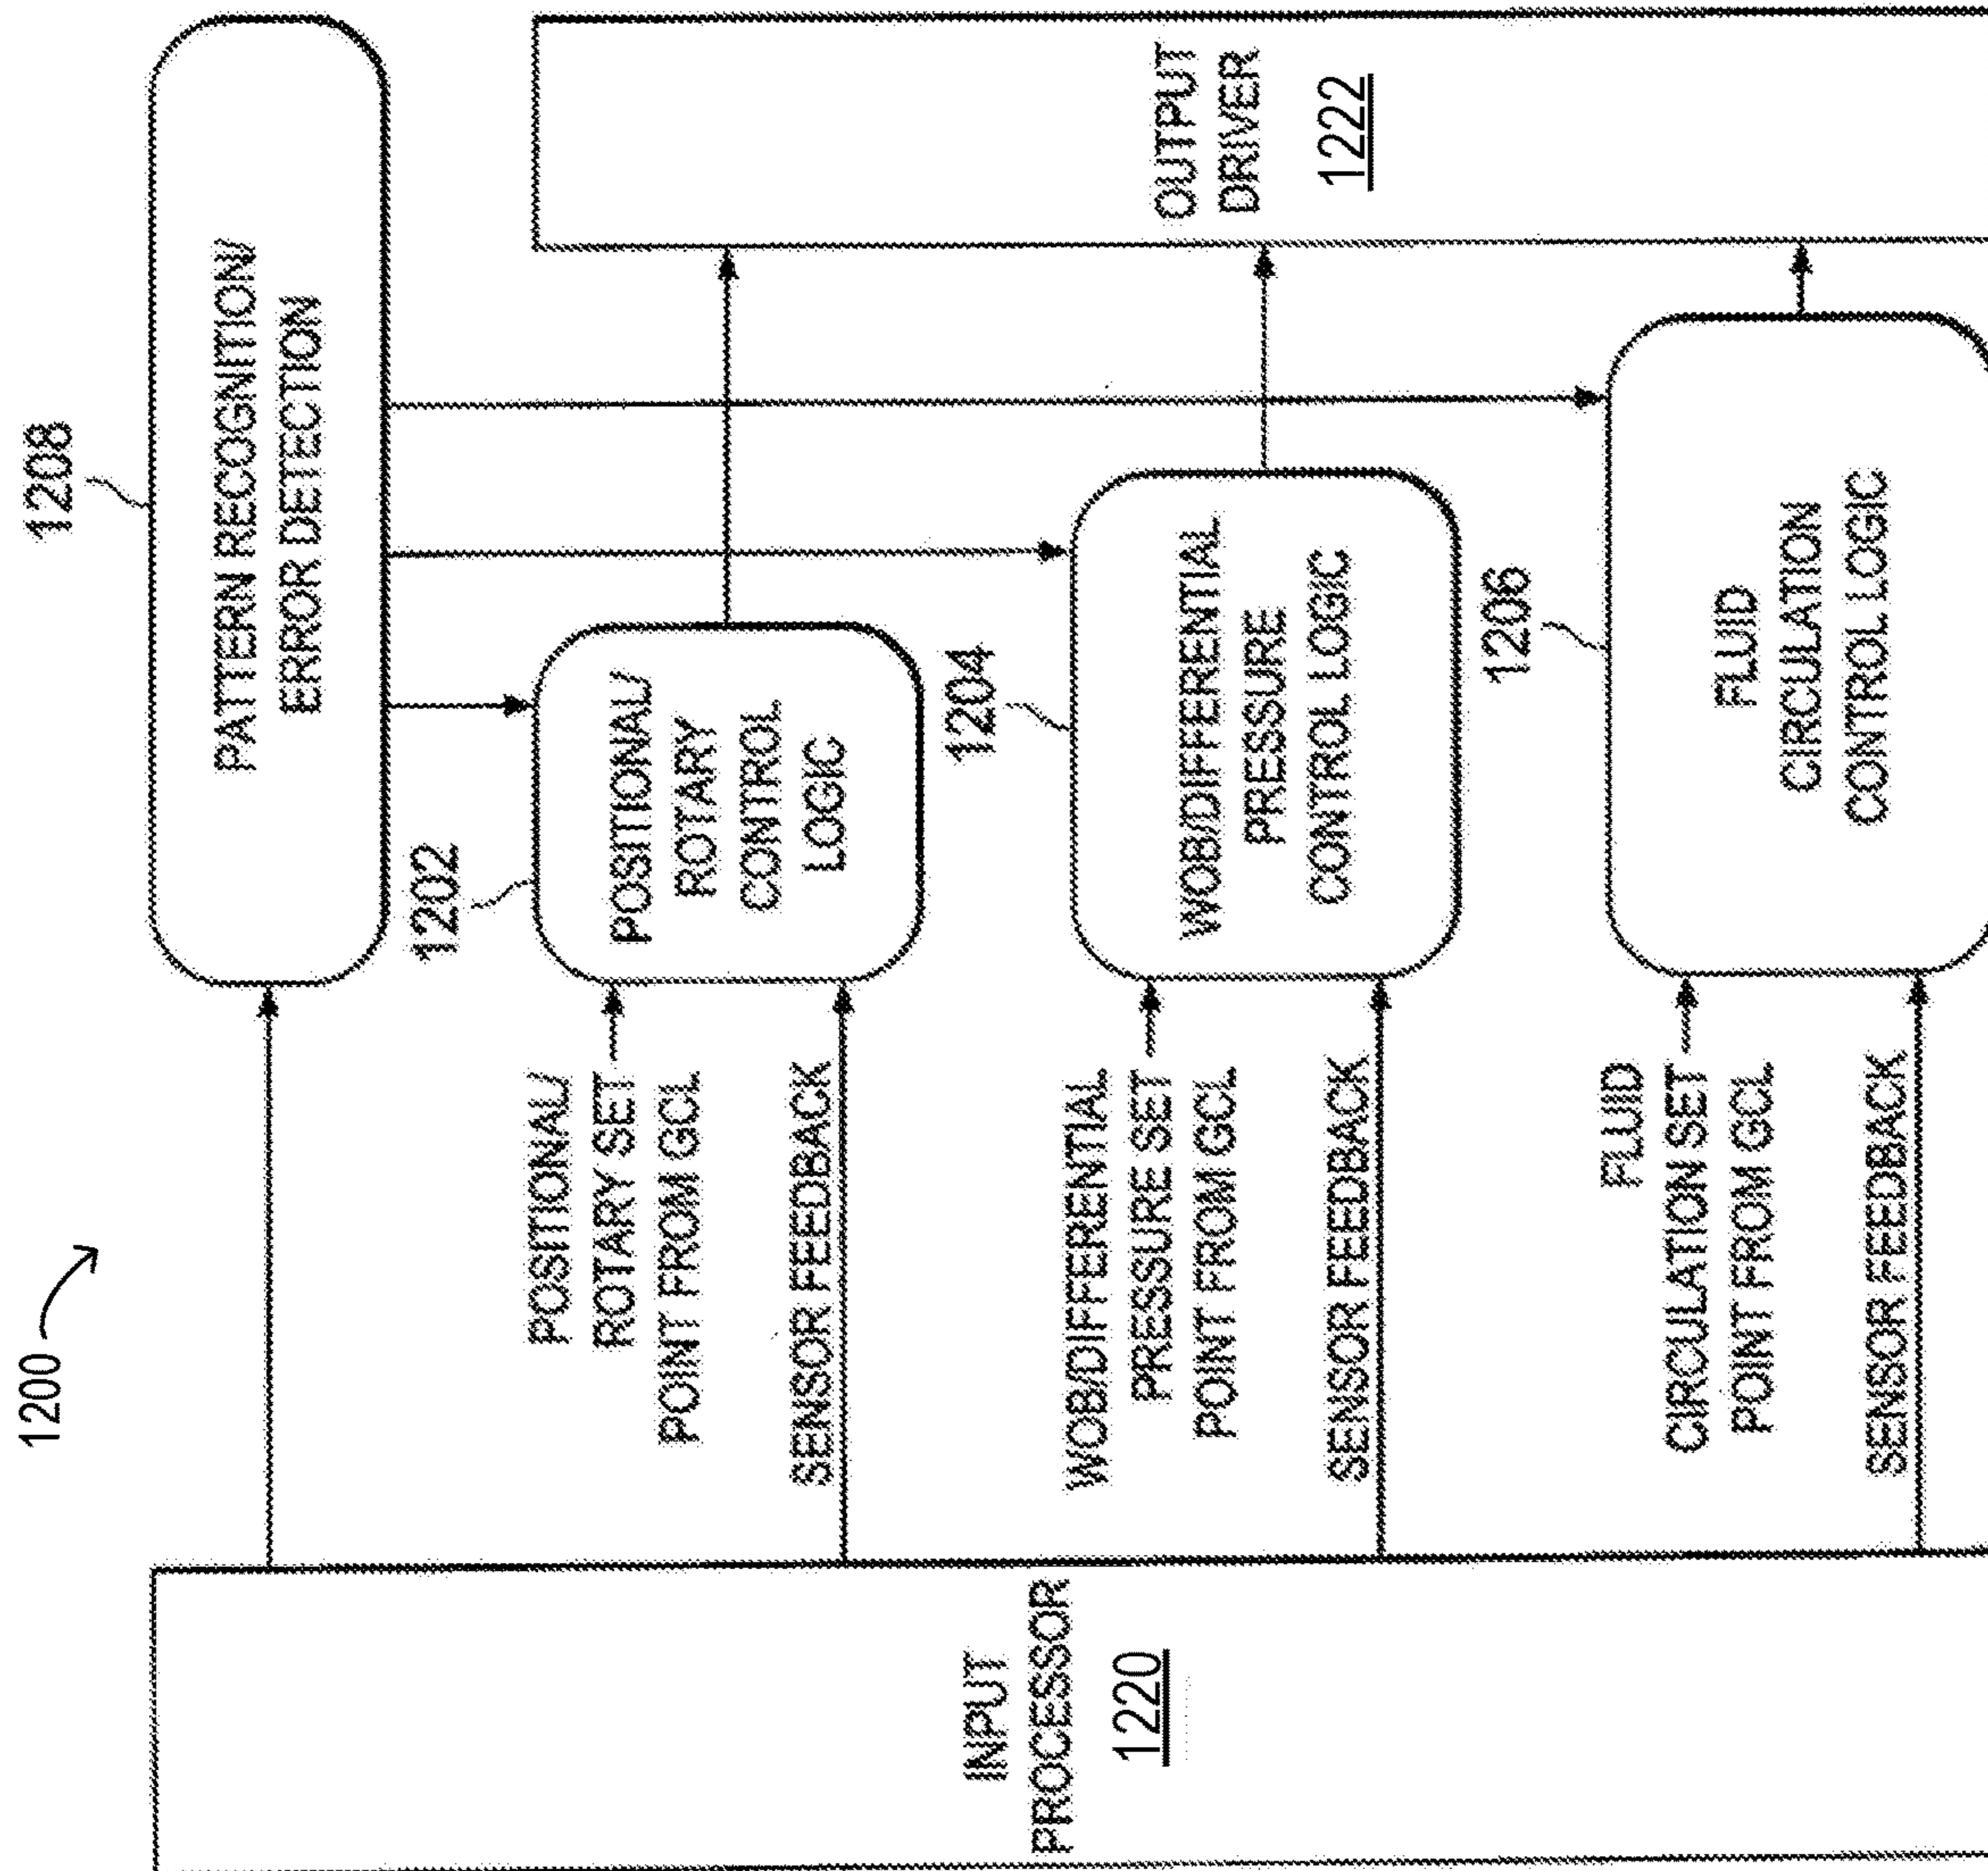 1200
1208
PATTERN RECOGNITION/
ERROR DETECTION
1202
POSITIONAL/
ROTARY SET
POINT FROM GCL
SENSOR FEEDBACK
POSITIONAL/
ROTARY
CONTROL
LOGIC
1204
WOB/DIFFERENTIAL
PRESSURE SET
POINT FROM GCL
SENSOR FEEDBACK
WOB/DIFFERENTIAL
PRESSURE
CONTROL LOGIC
1206
FLUID
CIRCULATION SET
POINT FROM GCL
SENSOR FEEDBACK
FLUID
CIRCULATION
CONTROL LOGIC
INPUT
PROCESSOR
1220
OUTPUT
DRIVER
1222